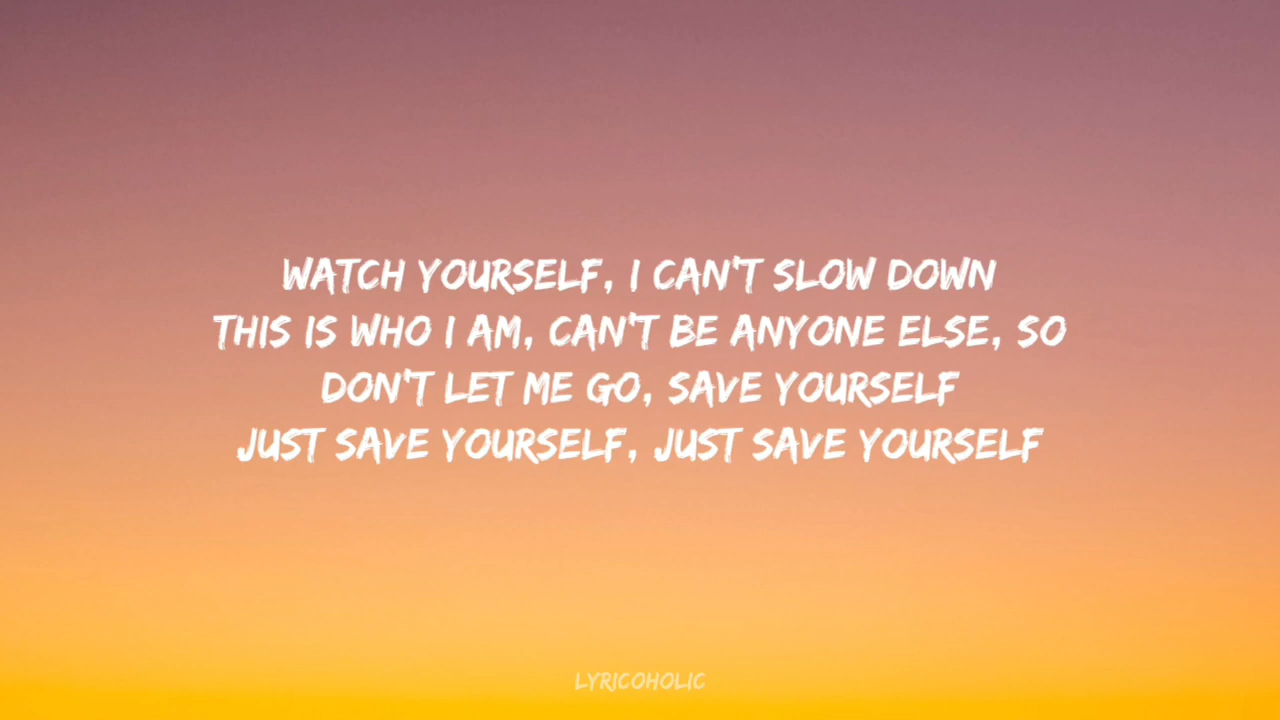 WATCH YOURSELF, I CAN'T SLOW DOWN
THIS IS WHO I AM, CAN'T BE ANYONE ELSE, SO
DON'T LET ME GO, SAVE YOURSELF
JUST SAVE YOURSELF, JUST SAVE YOURSELF
LYRICOHOLIC